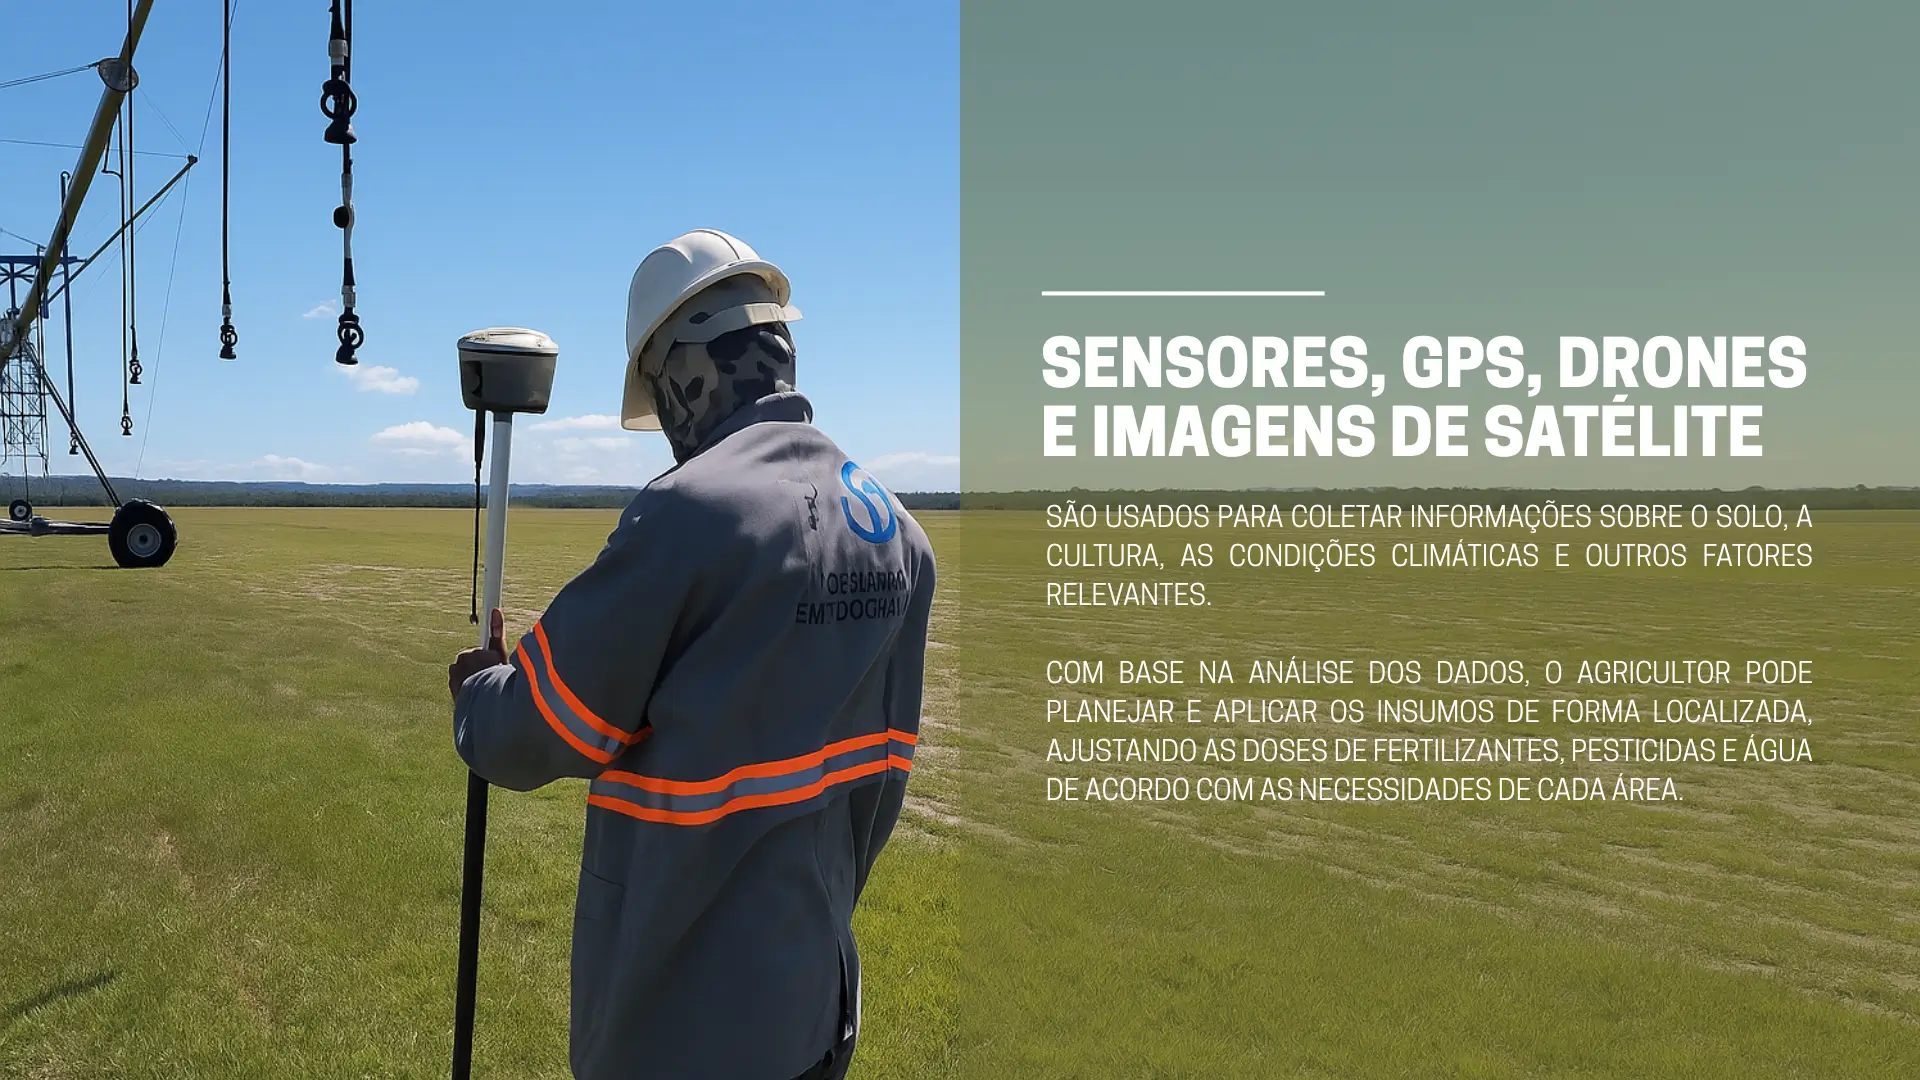 SENSORES, GPS, DRONES
E IMAGENS DE SATÉLITE
SÃO USADOS PARA COLETAR INFORMAÇÕES SOBRE O SOLO, A
CULTURA, AS CONDIÇÕES CLIMÁTICAS E OUTROS FATORES
RELEVANTES.
COM BASE NA ANÁLISE DOS DADOS, O AGRICULTOR PODE
PLANEJAR E APLICAR OS INSUMOS DE FORMA LOCALIZADA,
AJUSTANDO AS DOSES DE FERTILIZANTES, PESTICIDAS E ÁGUA
DE ACORDO COM AS NECESSIDADES DE CADA ÁREA.